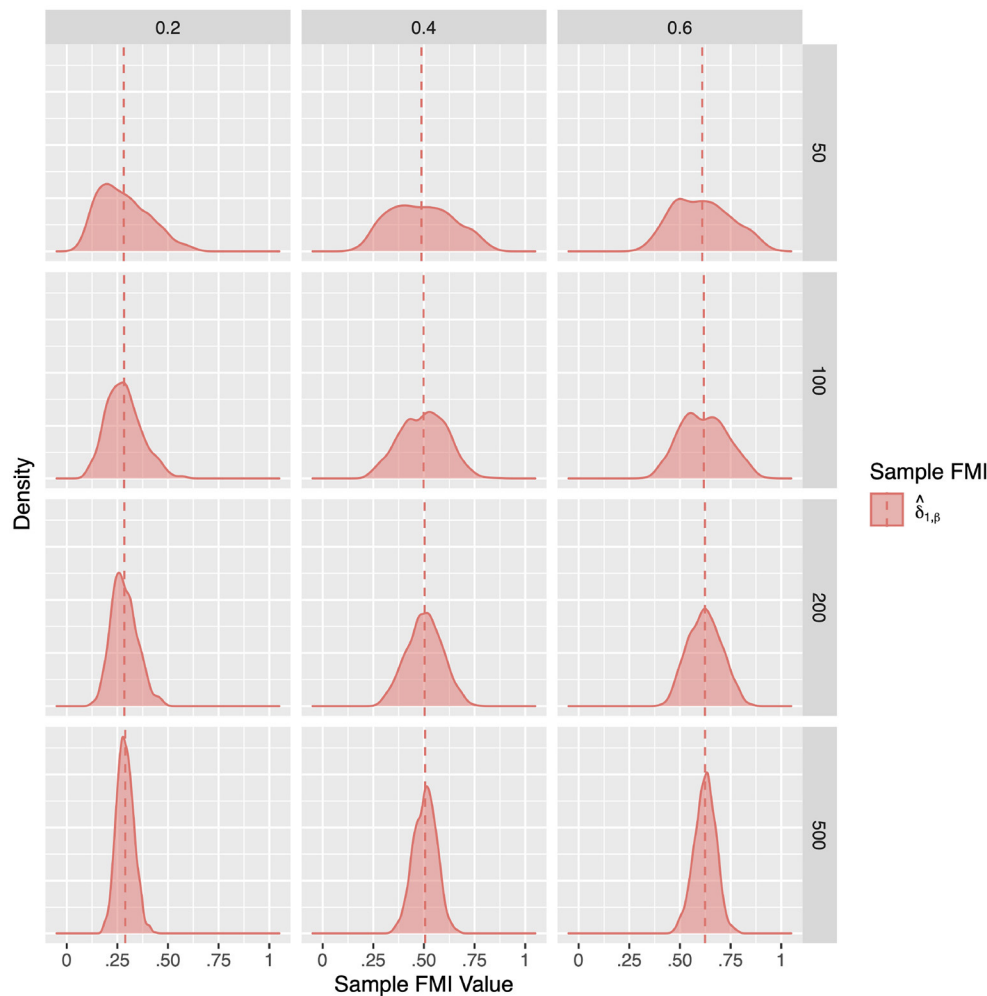 0.2 0.4 0.6
50
100
200
500
Density
0 .25 .50 .75 1 0 .25 .50 .75 1 0 .25 .50 .75 1
Sample FMI Value
Sample FMI
δ̂₁,β